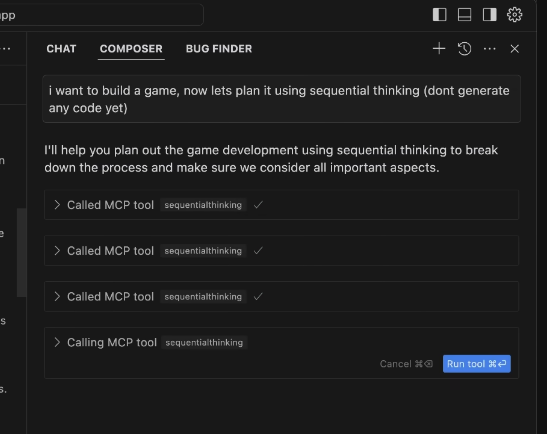 app
CHAT COMPOSER BUG FINDER
i want to build a game, now lets plan it using sequential thinking (dont generate
any code yet)
I'll help you plan out the game development using sequential thinking to break
down the process and make sure we consider all important aspects.
Called MCP tool sequentialthinking
Called MCP tool sequentialthinking
Called MCP tool sequentialthinking
Calling MCP tool sequentialthinking
Cancel ⌘⌫ Run tool ⌘⏎